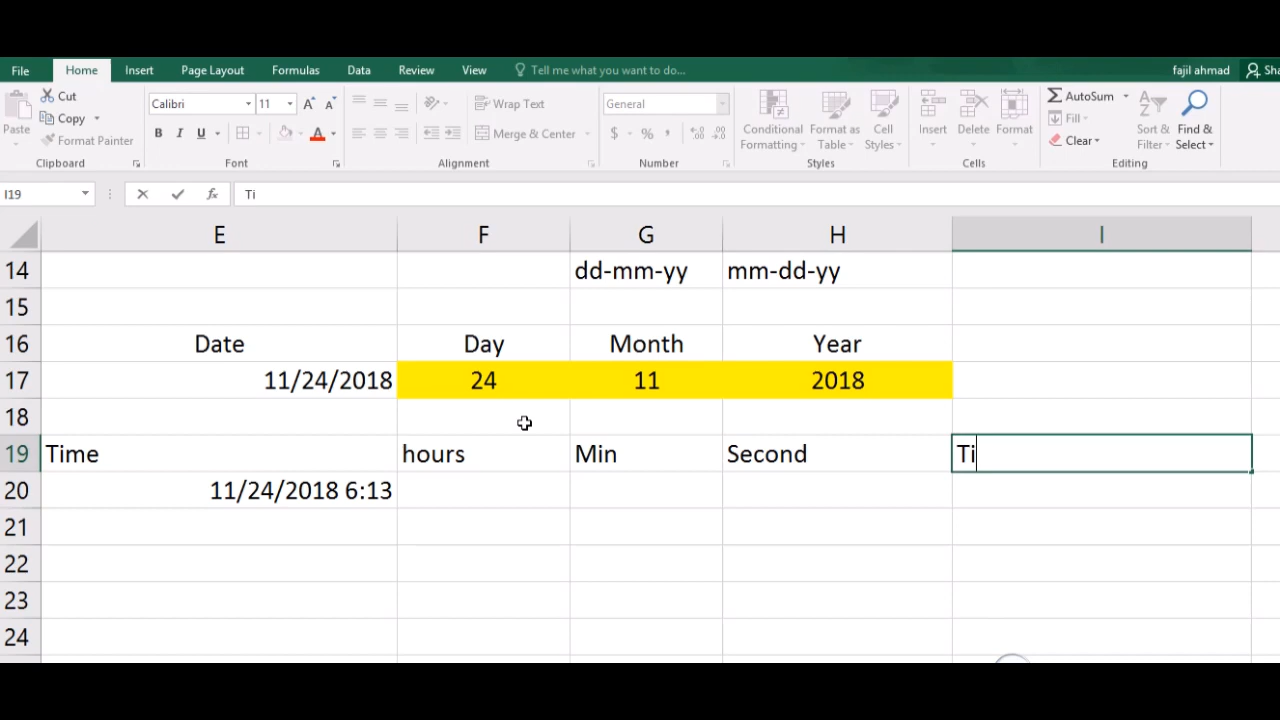 File Home Insert Page Layout Formulas Data Review View Tell me what you want to do... fajil ahmad Sha
Paste Cut Copy Format Painter Clipboard
Calibri 11 A A B I U A Font
Wrap Text Merge & Center Alignment
General $ % , Number
Conditional Formatting Format as Table Cell Styles Styles
Insert Delete Format Cells
AutoSum Fill Clear Sort & Filter Find & Select Editing
I19 fx Ti
E F G H I
14 dd-mm-yy mm-dd-yy
15
16 Date Day Month Year
17 11/24/2018 24 11 2018
18
19 Time hours Min Second Ti
20 11/24/2018 6:13
21
22
23
24